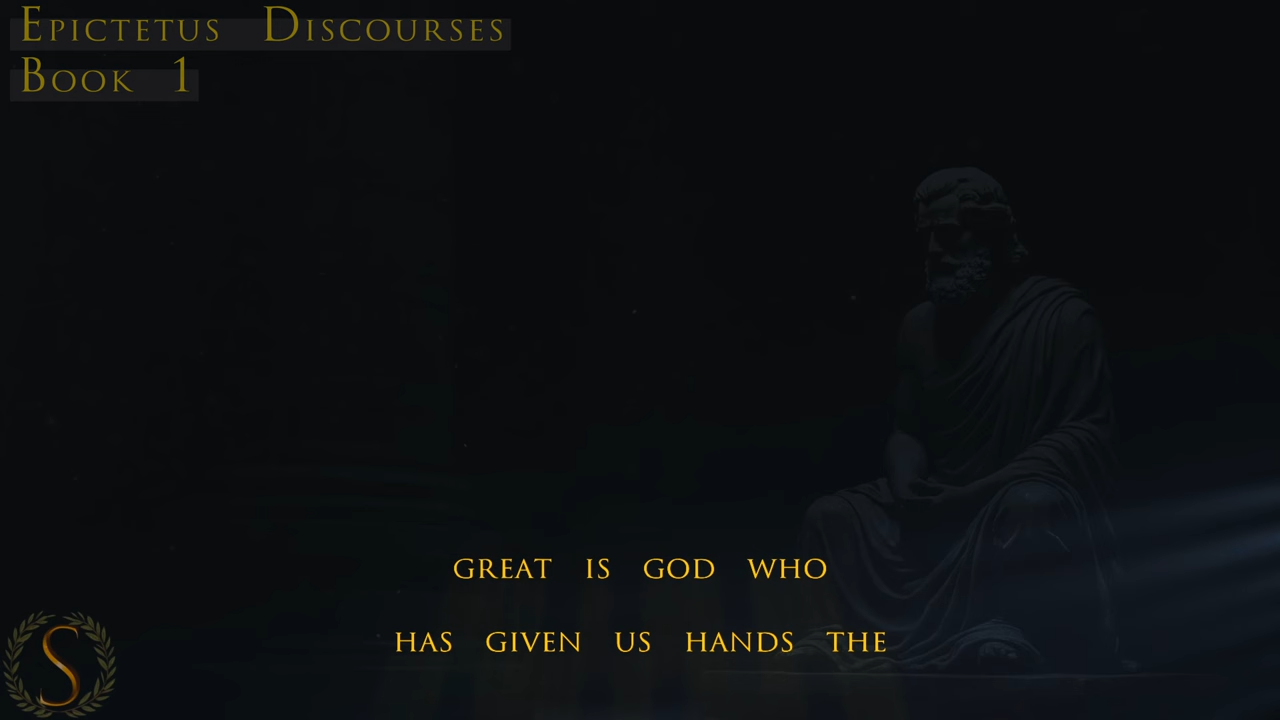 Epictetus Discourses
Book 1
GREAT IS GOD WHO
HAS GIVEN US HANDS THE
S